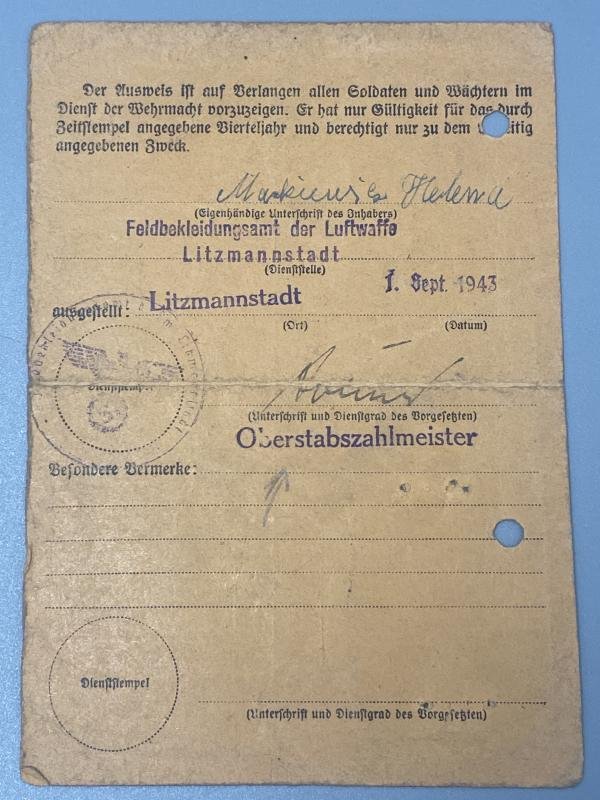 Der Ausweis ist auf Verlangen allen Soldaten und Wächtern im
Dienst der Wehrmacht vorzuzeigen. Er hat nur Gültigkeit für das durch
Zeitstempel angegebene Vierteljahr und berechtigt nur zu dem
angegebenen Zweck.
Helena
(Eigenhändige Unterschrift des Inhabers)
Feldbekleidungsamt der Luftwaffe
Litzmannstadt
(Dienststelle)
ausgestellt: Litzmannstadt 1. Sept. 1943
(Ort) (Datum)
Dienststempel
(Unterschrift und Dienstgrad des Vorgesetzten)
Oberstabszahlmeister
Besondere Vermerke:
Dienststempel
(Unterschrift und Dienstgrad des Vorgesetzten)